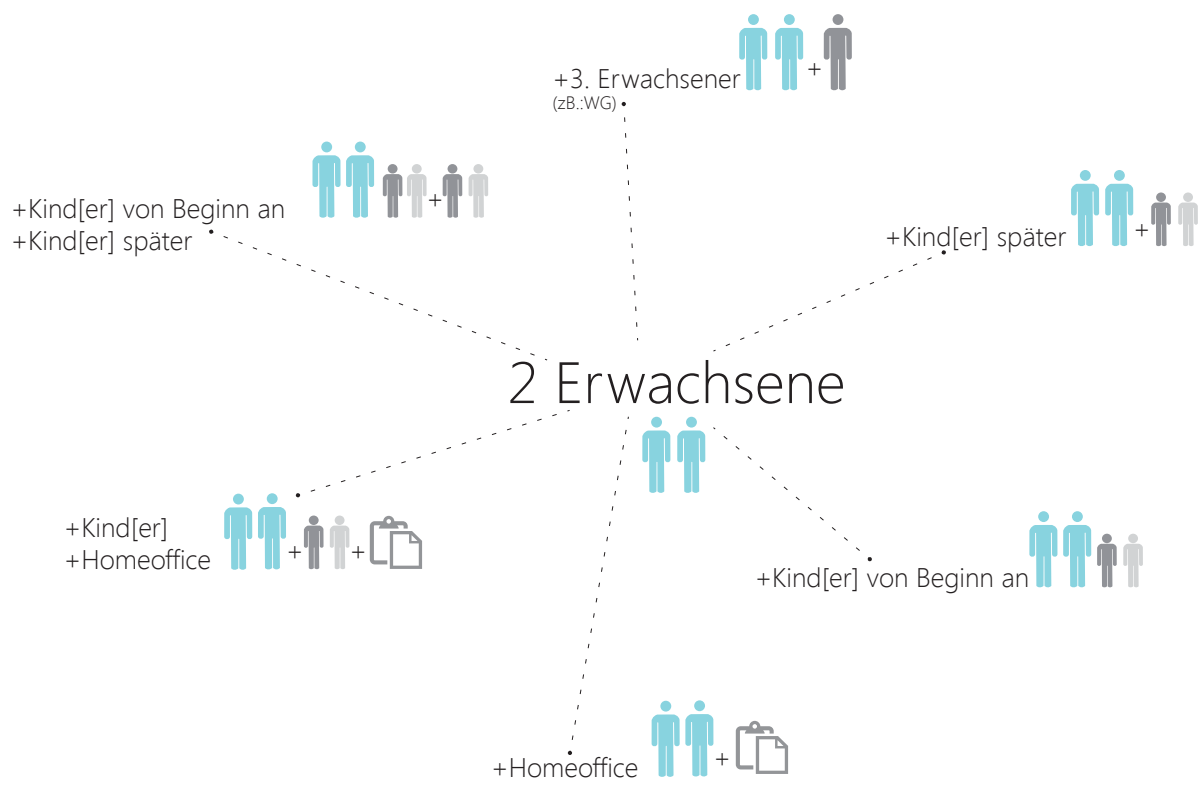 +3. Erwachsener
(zB.:WG)
+Kind[er] von Beginn an
+Kind[er] später
+Kind[er] später
2 Erwachsene
+Kind[er]
+Homeoffice
+Kind[er] von Beginn an
+Homeoffice